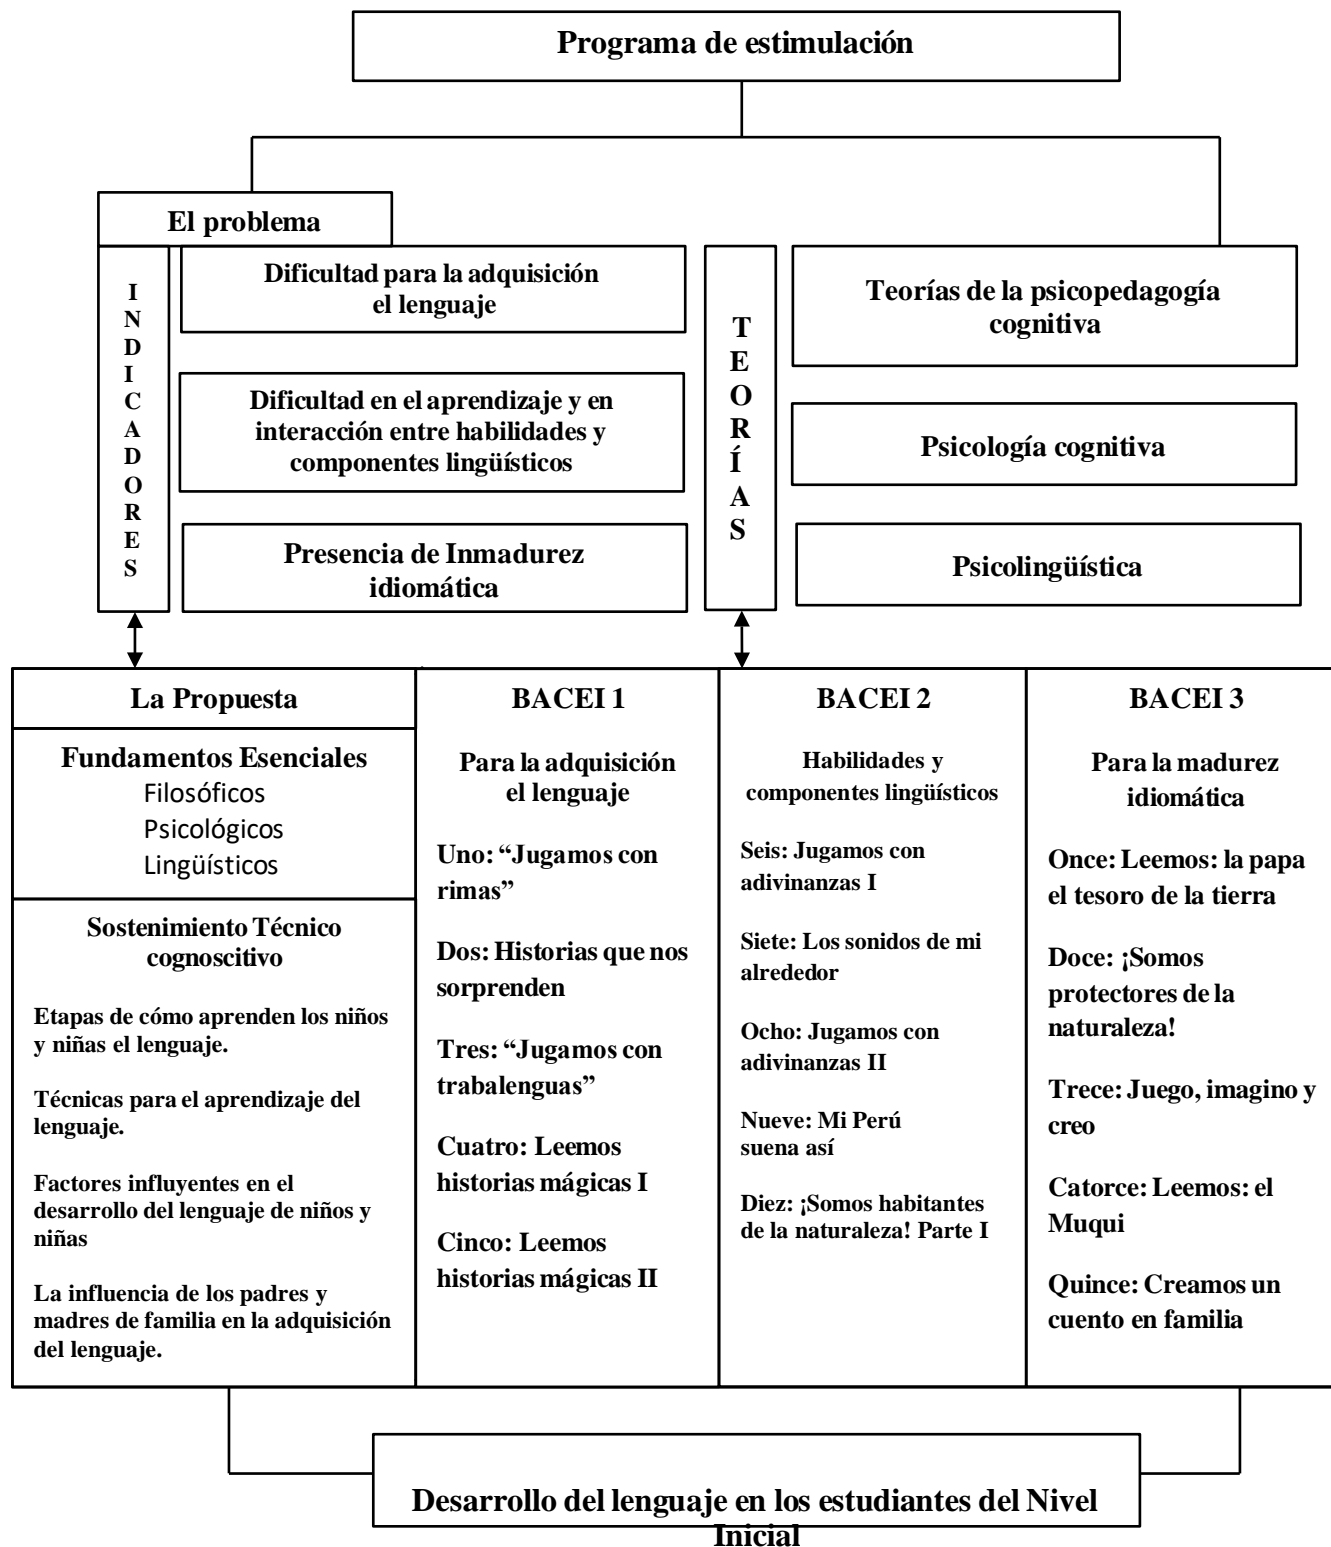 Programa de estimulación
El problema
I
N
D
I
C
A
D
O
R
E
S
Dificultad para la adquisición
el lenguaje
Dificultad en el aprendizaje y en
interacción entre habilidades y
componentes lingüísticos
Presencia de Inmadurez
idiomática
T
E
O
R
Í
A
S
Teorías de la psicopedagogía
cognitiva
Psicología cognitiva
Psicolingüística
La Propuesta
Fundamentos Esenciales
Filosóficos
Psicológicos
Lingüísticos
Sostenimiento Técnico
cognoscitivo
Etapas de cómo aprenden los niños
y niñas el lenguaje.
Técnicas para el aprendizaje del
lenguaje.
Factores influyentes en el
desarrollo del lenguaje de niños y
niñas
La influencia de los padres y
madres de familia en la adquisición
del lenguaje.
BACEI 1
Para la adquisición
el lenguaje
Uno: “Jugamos con
rimas”
Dos: Historias que nos
sorprenden
Tres: “Jugamos con
trabalenguas”
Cuatro: Leemos
historias mágicas I
Cinco: Leemos
historias mágicas II
BACEI 2
Habilidades y
componentes lingüísticos
Seis: Jugamos con
adivinanzas I
Siete: Los sonidos de mi
alrededor
Ocho: Jugamos con
adivinanzas II
Nueve: Mi Perú
suena así
Diez: ¡Somos habitantes
de la naturaleza! Parte I
BACEI 3
Para la madurez
idiomática
Once: Leemos: la papa
el tesoro de la tierra
Doce: ¡Somos
protectores de la
naturaleza!
Trece: Juego, imagino y
creo
Catorce: Leemos: el
Muqui
Quince: Creamos un
cuento en familia
Desarrollo del lenguaje en los estudiantes del Nivel
Inicial